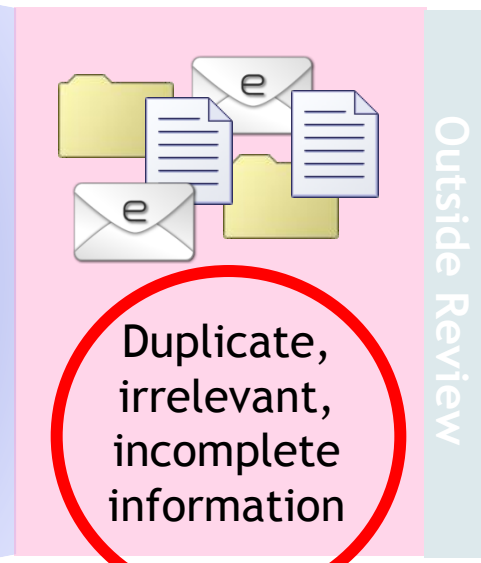 e
e
Duplicate,
irrelevant,
incomplete
information
Outside Review